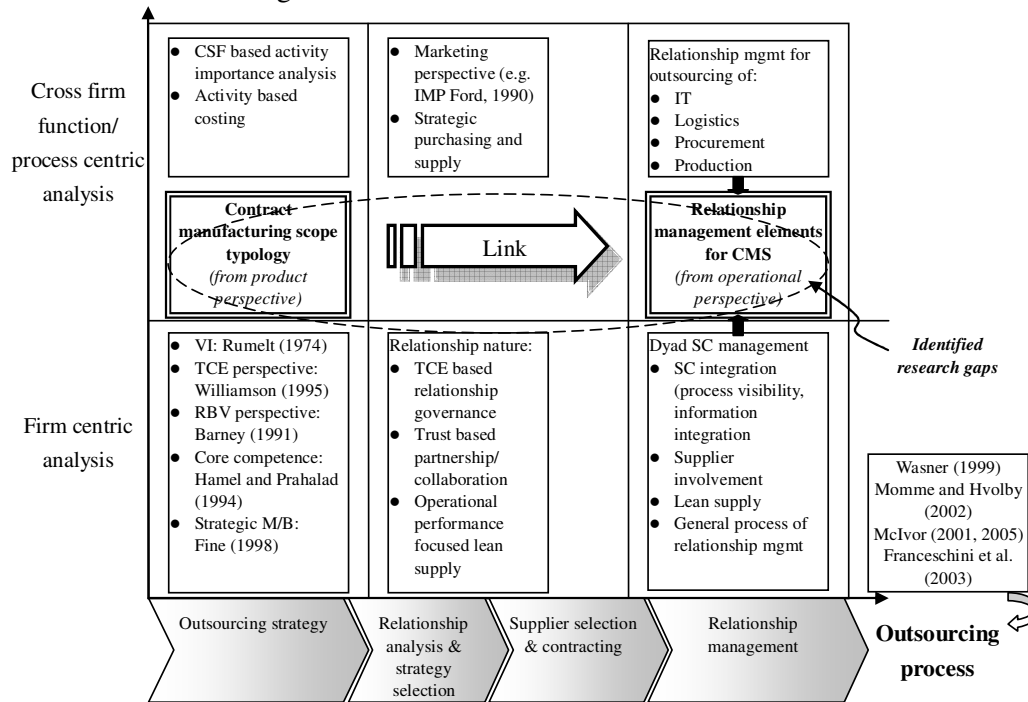 Cross firm
function/
process centric
analysis
● CSF based activity
importance analysis
● Activity based
costing
● Marketing
perspective (e.g.
IMP Ford, 1990)
● Strategic
purchasing and
supply
Relationship mgmt for
outsourcing of:
● IT
● Logistics
● Procurement
● Production
Contract
manufacturing scope
typology
(from product
perspective)
Link
Relationship
management elements
for CMS
(from operational
perspective)
Identified
research gaps
Firm centric
analysis
● VI: Rumelt (1974)
● TCE perspective:
Williamson (1995)
● RBV perspective:
Barney (1991)
● Core competence:
Hamel and Prahalad
(1994)
● Strategic M/B:
Fine (1998)
Relationship nature:
● TCE based
relationship
governance
● Trust based
partnership/
collaboration
● Operational
performance
focused lean
supply
Dyad SC management
● SC integration
(process visibility,
information
integration
● Supplier
involvement
● Lean supply
● General process of
relationship mgmt
Wasner (1999)
Momme and Hvolby
(2002)
McIvor (2001, 2005)
Franceschini et al.
(2003)
Outsourcing strategy
Relationship
analysis &
strategy
selection
Supplier selection
& contracting
Relationship
management
Outsourcing
process